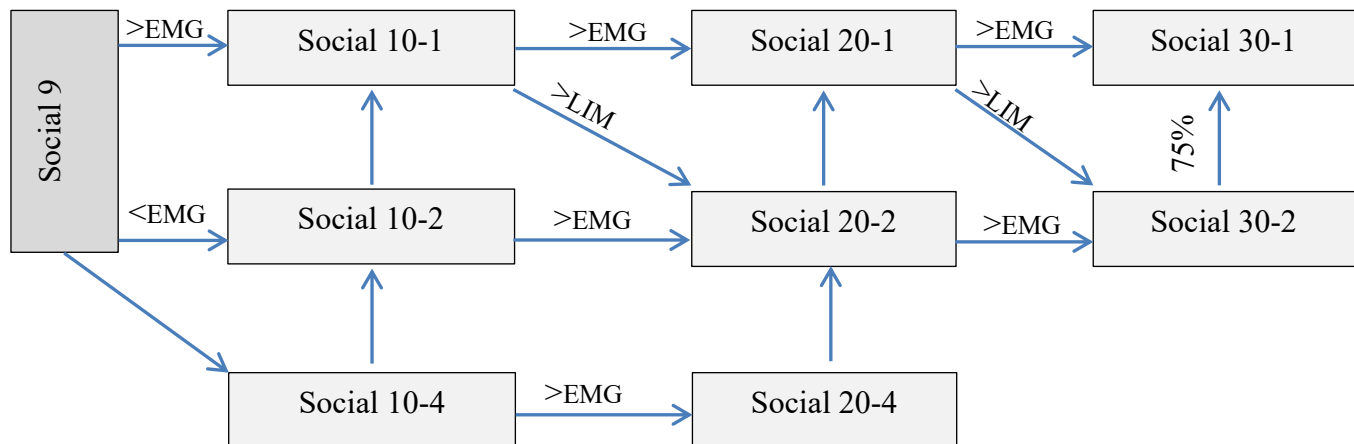 >EMG
Social 10-1
>EMG
Social 20-1
>EMG
Social 30-1
Social 9
>LIM
>LIM
75%
<EMG
Social 10-2
>EMG
Social 20-2
>EMG
Social 30-2
Social 10-4
>EMG
Social 20-4